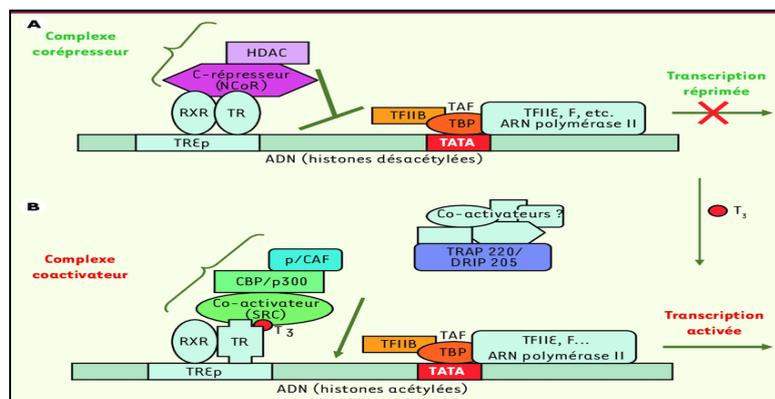 A
Complexe
corépresseur
HDAC
C-répresseur
(NCoR)
RXR
TR
TREp
ADN (histones désacétylées)
TFIIB
TAF
TBP
TATA
TFIIE, F, etc.
ARN polymérase II
Transcription
réprimée
T3
B
Complexe
coactivateur
p/CAF
CBP/p300
Co-activateur
(SRC)
T3
RXR
TR
TREp
ADN (histones acétylées)
Co-activateurs ?
TRAP 220/
DRIP 205
TFIIB
TAF
TBP
TATA
TFIIE, F...
ARN polymérase II
Transcription
activée